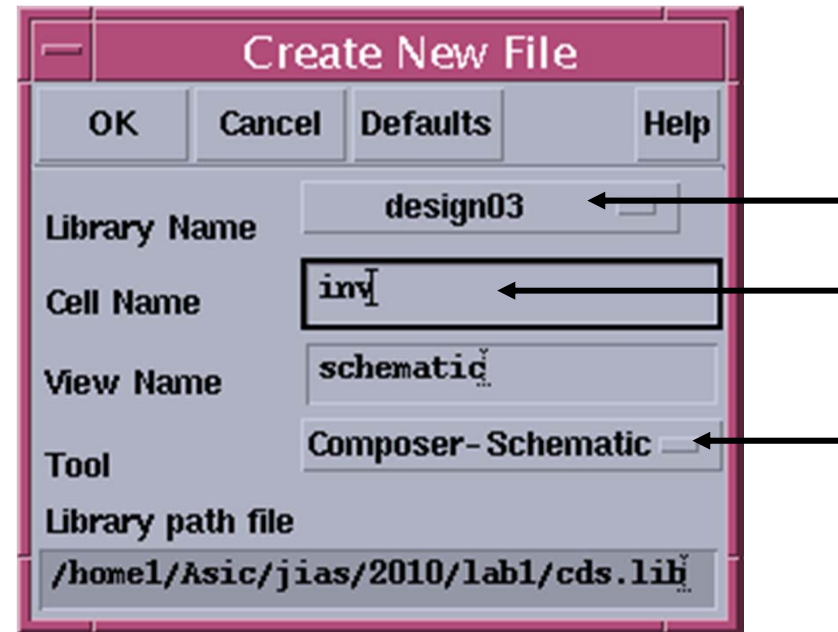 Create New File
OK Cancel Defaults Help
Library Name design03
Cell Name inv
View Name schematic
Tool Composer-Schematic
Library path file
/home1/Asic/jias/2010/lab1/cds.lib